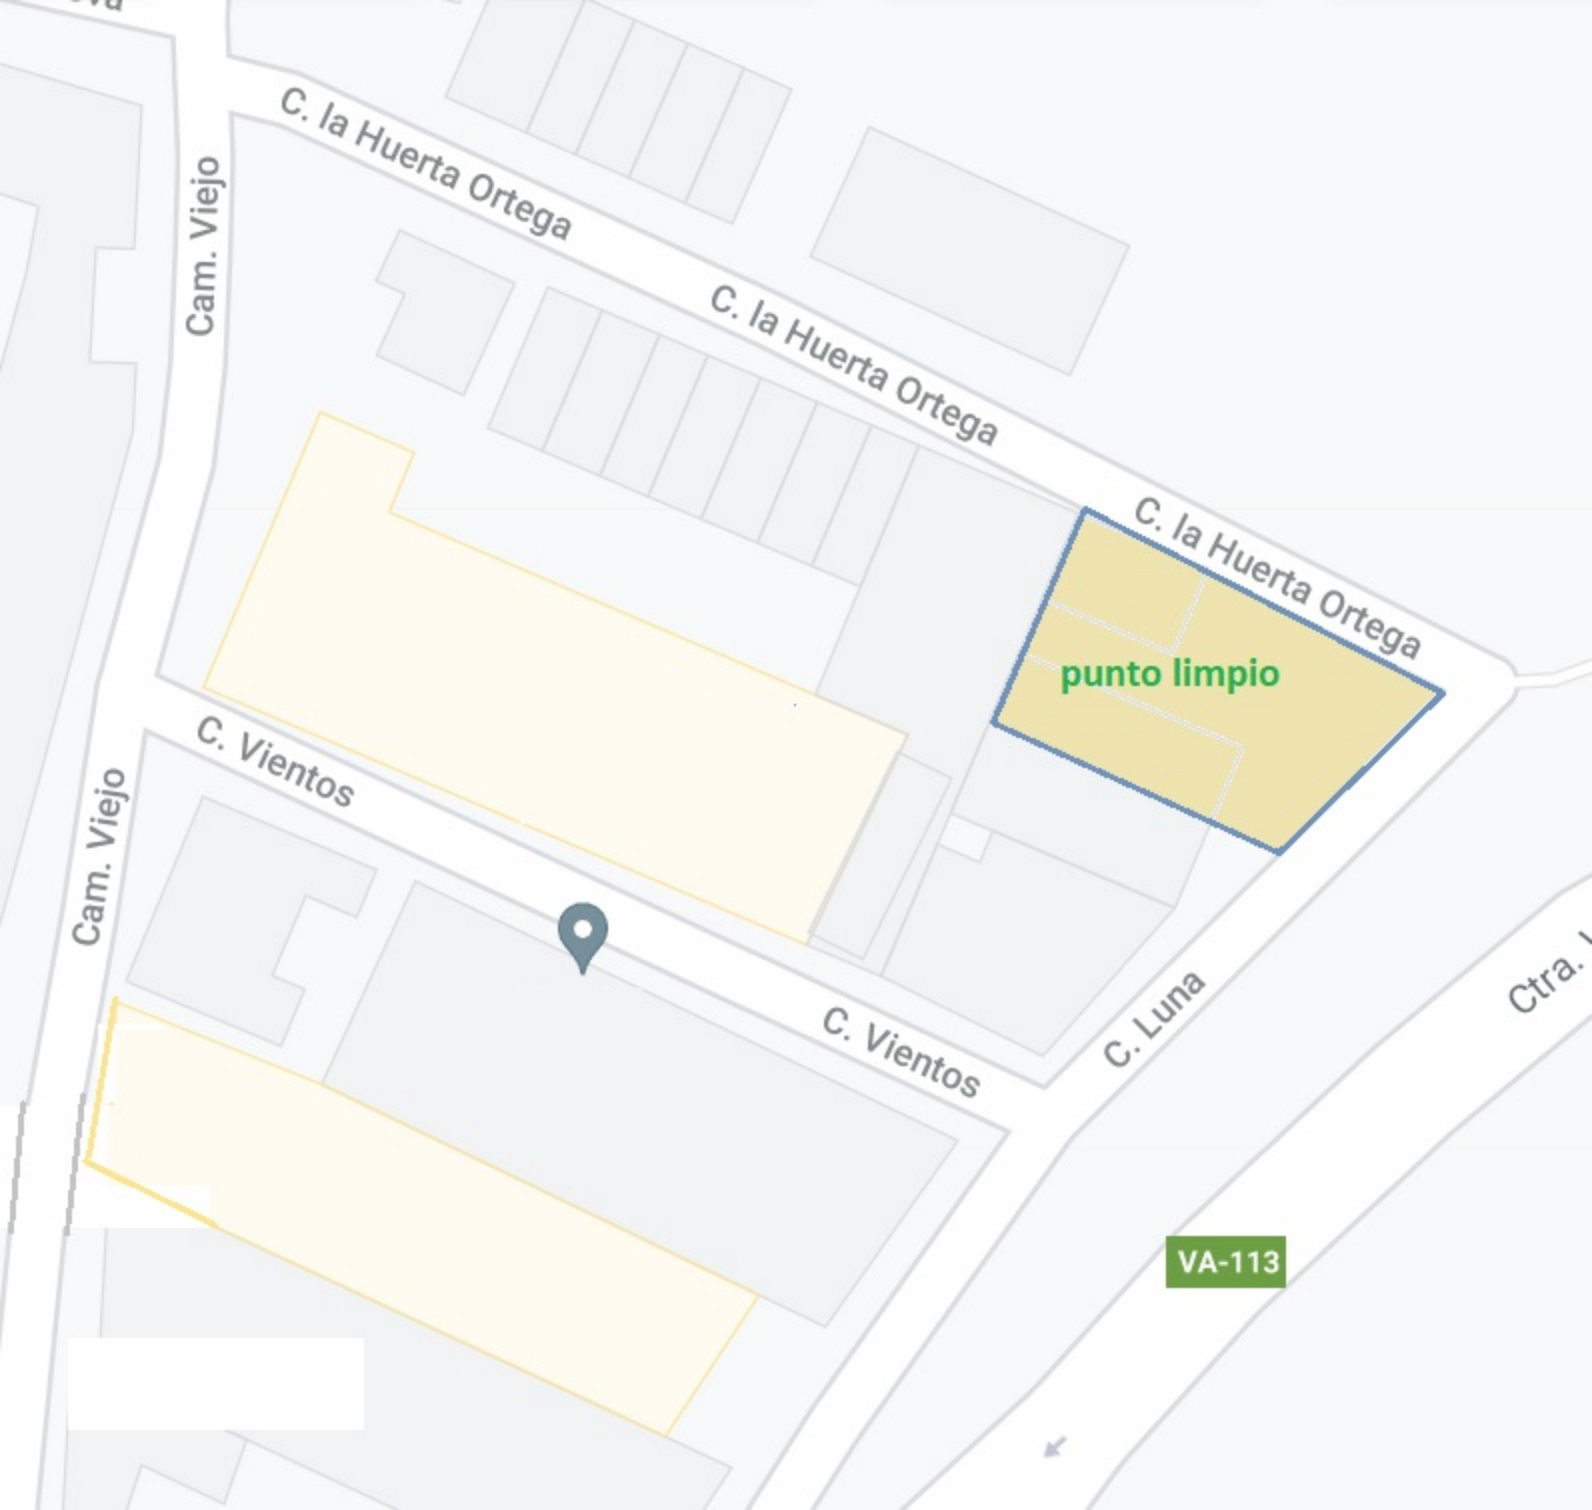 C. la Huerta Ortega
Cam. Viejo
C. la Huerta Ortega
C. la Huerta Ortega
punto limpio
C. Vientos
Cam. Viejo
C. Vientos
C. Luna
Ctra.
VA-113